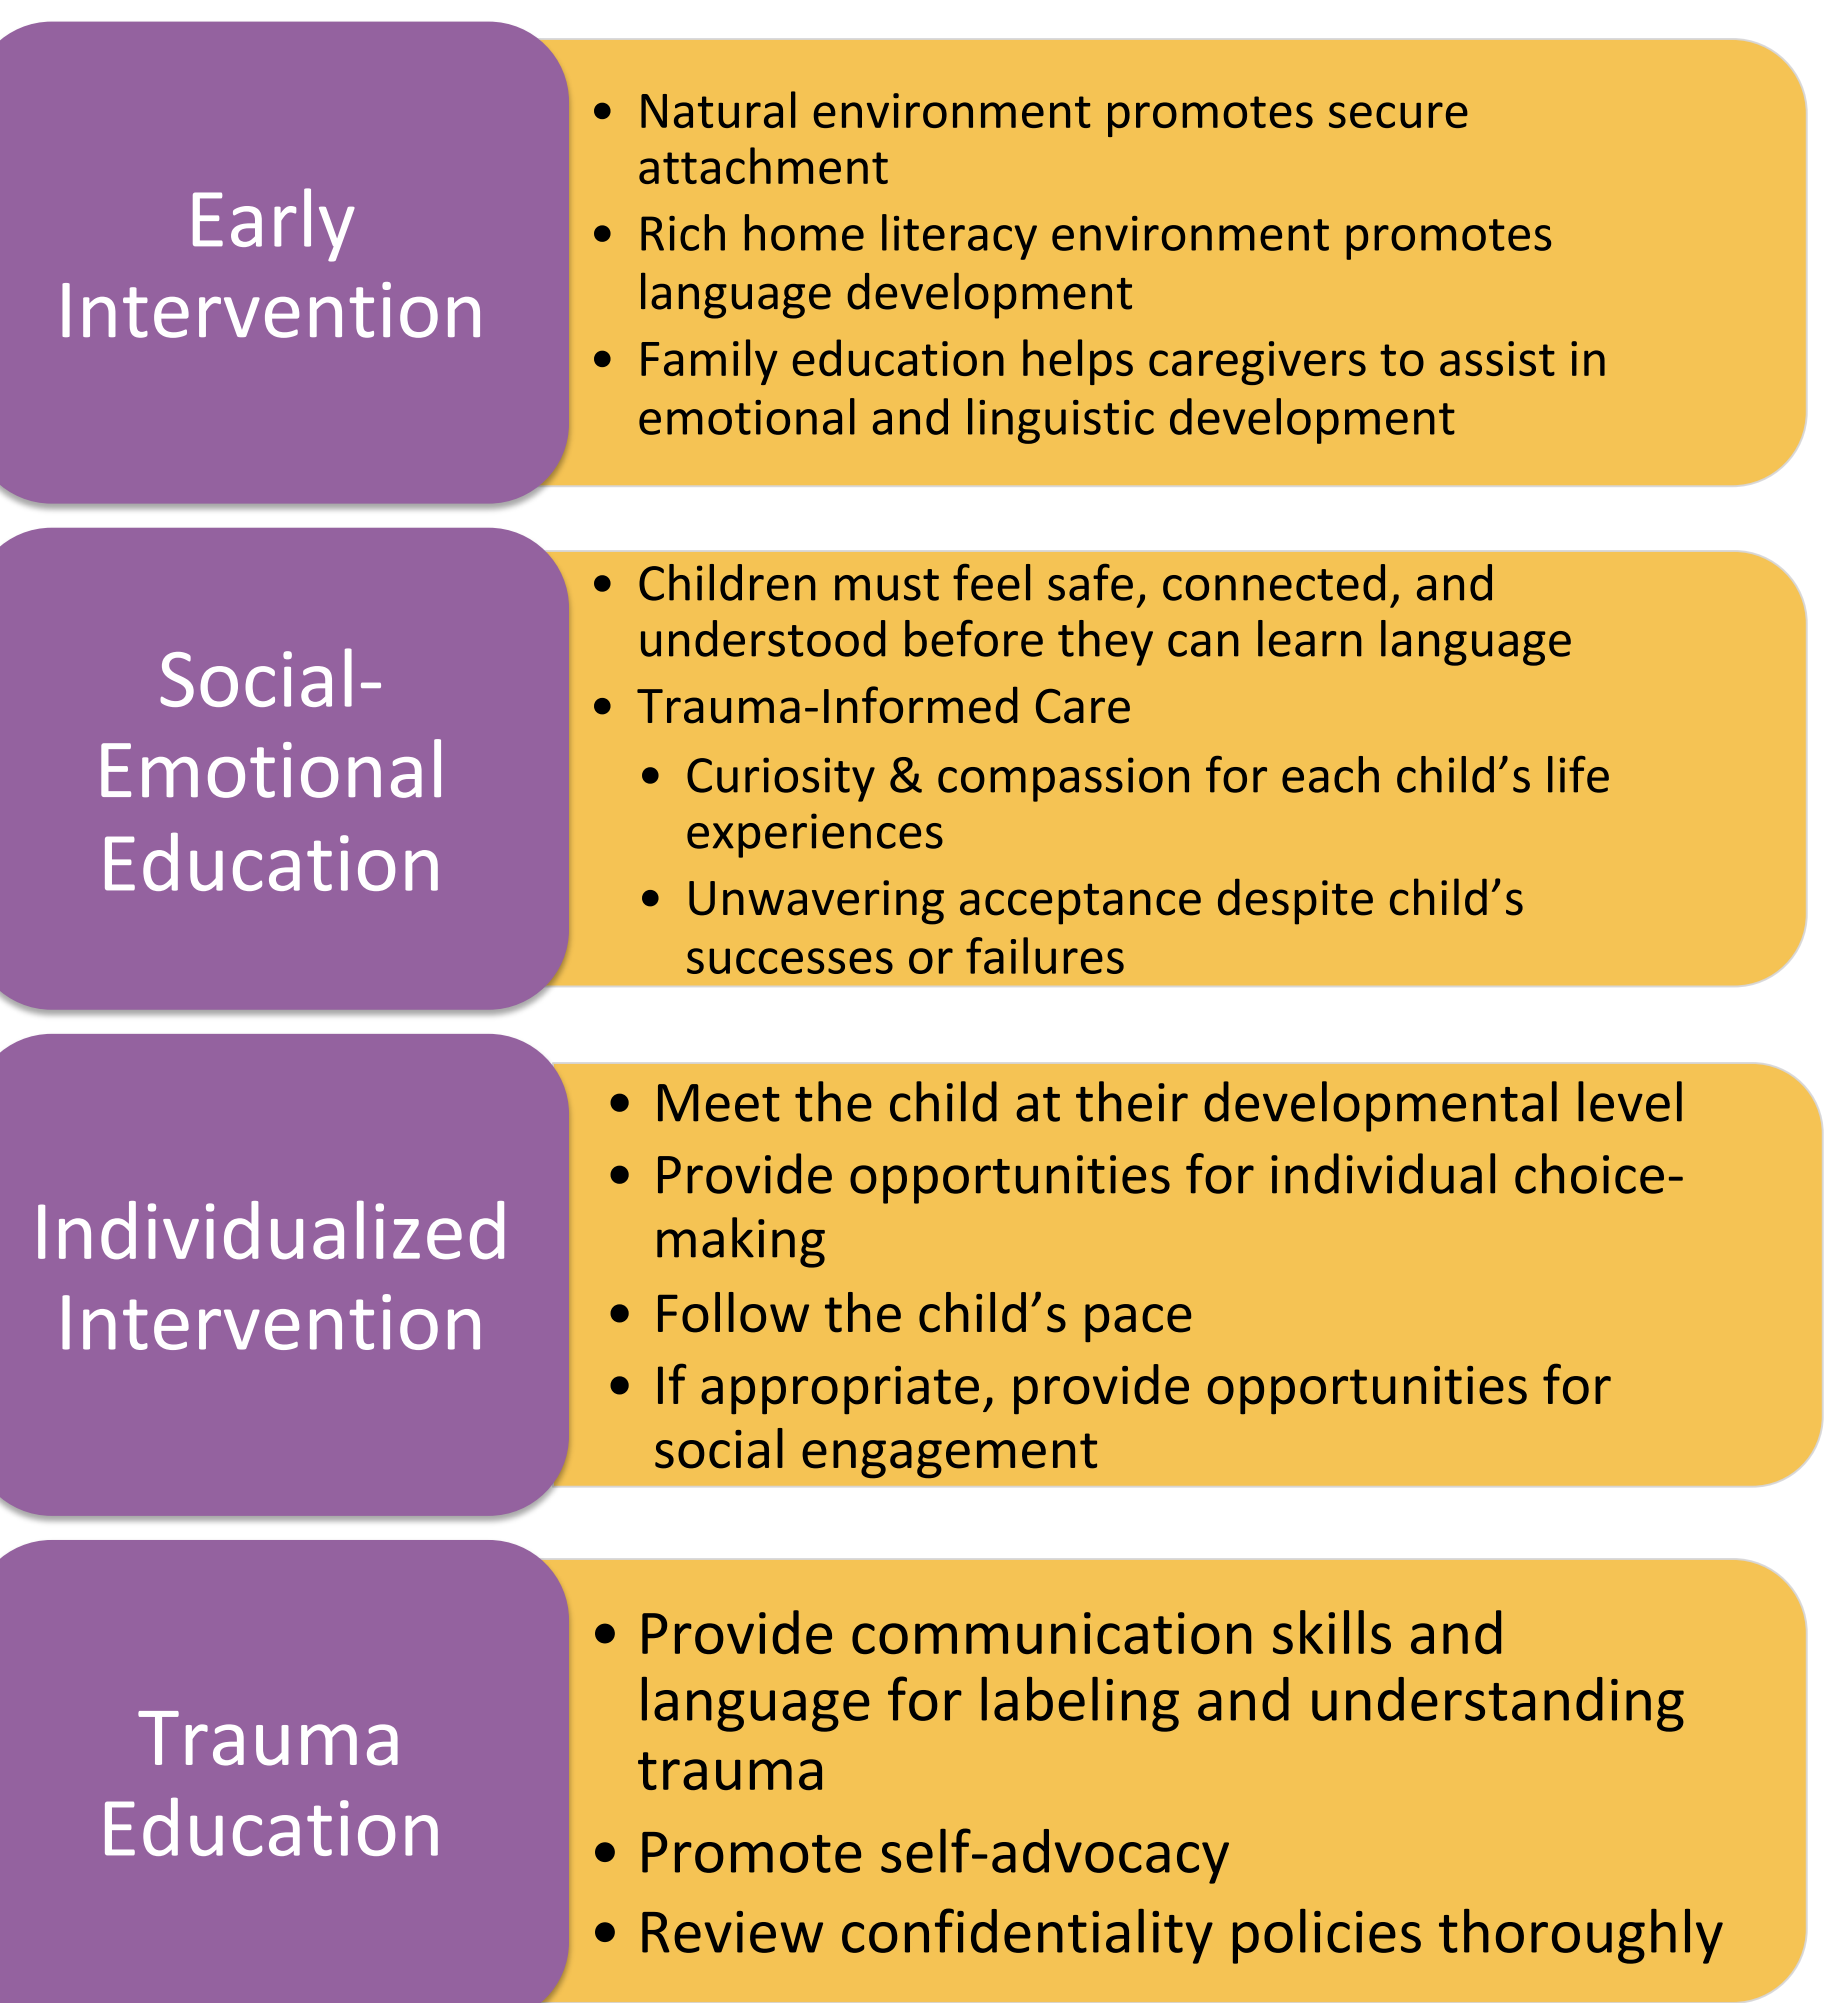 Early
Intervention
• Natural environment promotes secure
attachment
• Rich home literacy environment promotes
language development
• Family education helps caregivers to assist in
emotional and linguistic development
Social-
Emotional
Education
• Children must feel safe, connected, and
understood before they can learn language
• Trauma-Informed Care
• Curiosity & compassion for each child’s life
experiences
• Unwavering acceptance despite child’s
successes or failures
Individualized
Intervention
• Meet the child at their developmental level
• Provide opportunities for individual choice-
making
• Follow the child’s pace
• If appropriate, provide opportunities for
social engagement
Trauma
Education
• Provide communication skills and
language for labeling and understanding
trauma
• Promote self-advocacy
• Review confidentiality policies thoroughly